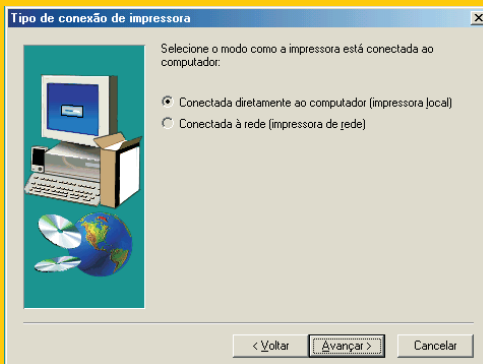 Tipo de conexão de impressora
Selecione o modo como a impressora está conectada ao
computador:
Conectada diretamente ao computador (impressora local)
Conectada à rede (impressora de rede)
< Voltar
Avançar >
Cancelar